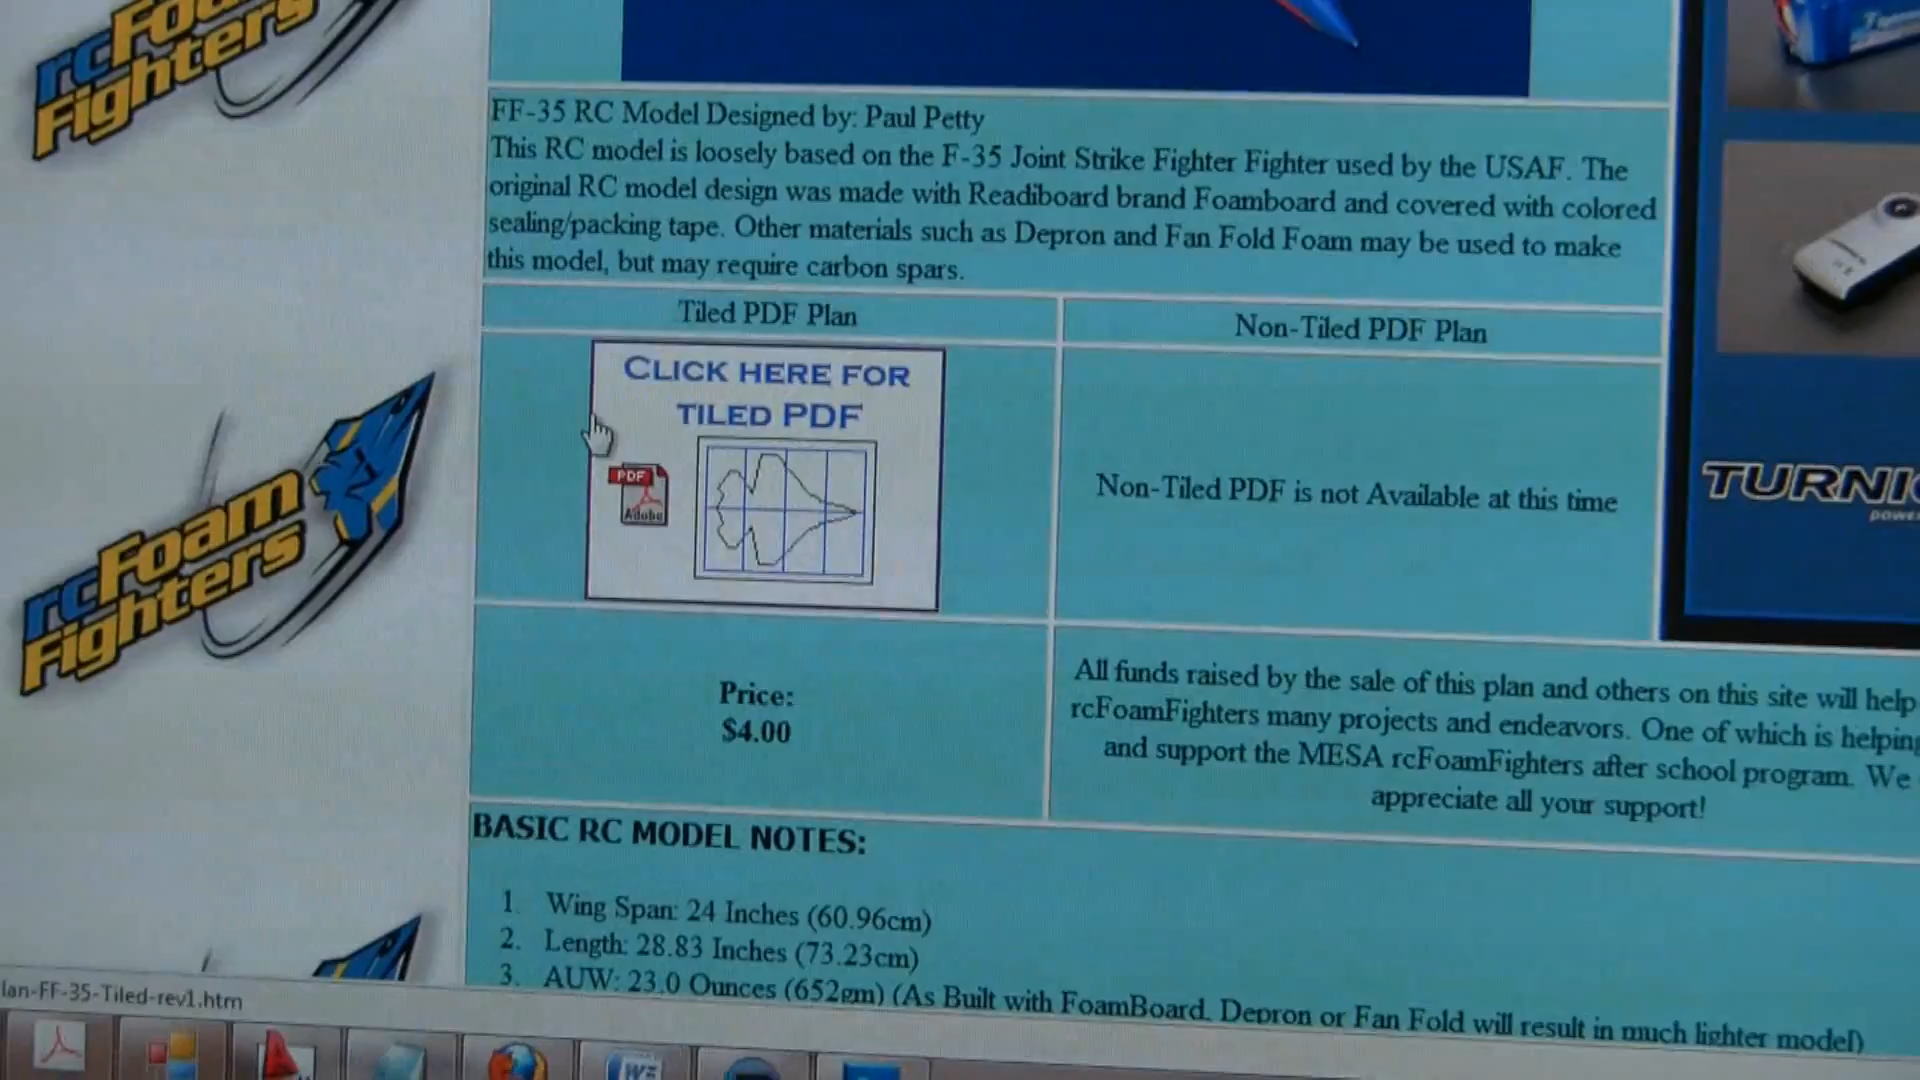 rcFoam
Fighters
FF-35 RC Model Designed by: Paul Petty
This RC model is loosely based on the F-35 Joint Strike Fighter Fighter used by the USAF. The
original RC model design was made with Readiboard brand Foamboard and covered with colored
sealing/packing tape. Other materials such as Depron and Fan Fold Foam may be used to make
this model, but may require carbon spars.
Tiled PDF Plan
Non-Tiled PDF Plan
CLICK HERE FOR
TILED PDF
PDF
Adobe
Non-Tiled PDF is not Available at this time
TURNI
power
rcFoam
Fighters
Price:
$4.00
All funds raised by the sale of this plan and others on this site will help
rcFoamFighters many projects and endeavors. One of which is helping
and support the MESA rcFoamFighters after school program. We
appreciate all your support!
BASIC RC MODEL NOTES:
1. Wing Span: 24 Inches (60.96cm)
2. Length: 28.83 Inches (73.23cm)
3. AUW: 23.0 Ounces (652gm) (As Built with FoamBoard, Depron or Fan Fold will result in much lighter model)
lan-FF-35-Tiled-rev1.htm